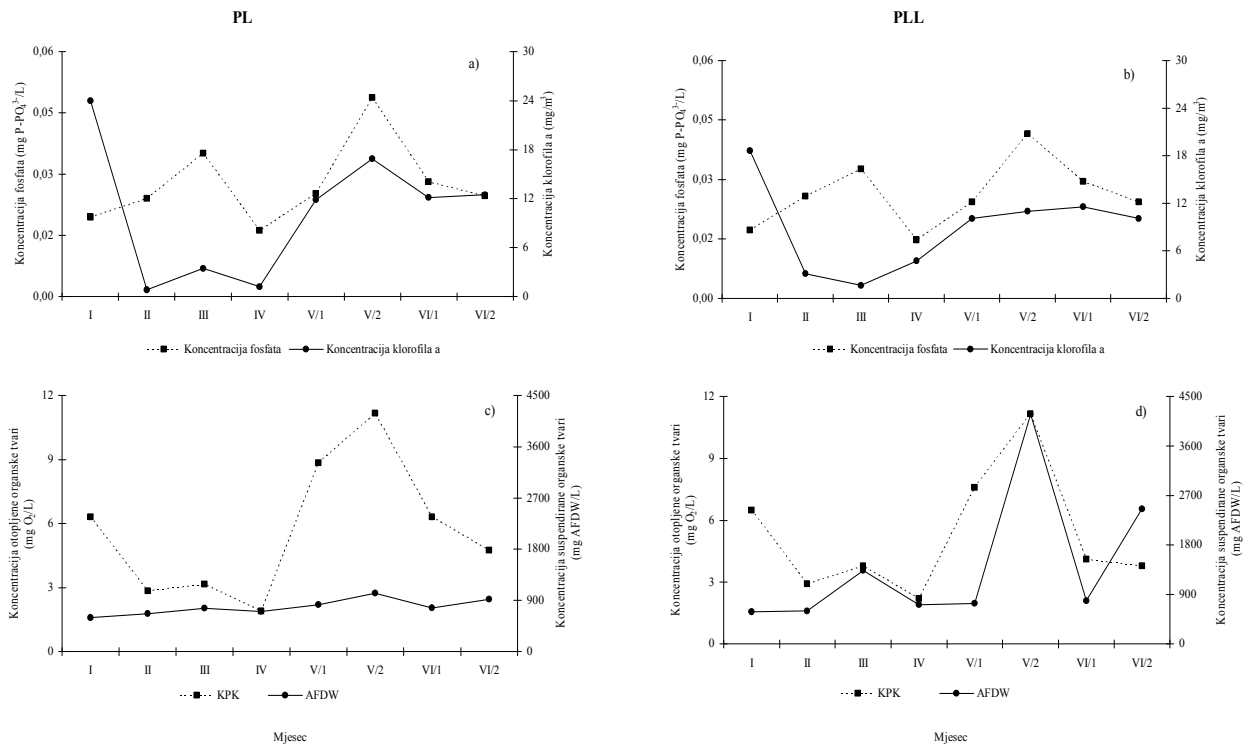 PL
a)
Koncentracija fosfata (mg P-PO₄³⁻/L)
0,06
0,05
0,03
0,02
0,00
Koncentracija klorofila a (mg/m³)
30
24
18
12
6
0
I II III IV V/1 V/2 VI/1 VI/2
Koncentracija fosfata Koncentracija klorofila a
PLL
b)
Koncentracija fosfata (mg P-PO₄³⁻/L)
0,06
0,05
0,03
0,02
0,00
Koncentracija klorofila a (mg/m³)
30
24
18
12
6
0
I II III IV V/1 V/2 VI/1 VI/2
Koncentracija fosfata Koncentracija klorofila a
c)
Koncentracija otopljene organske tvari
(mg O₂/L)
12
9
6
3
0
Koncentracija suspendirane organske tvari
(mg AFDW/L)
4500
3600
2700
1800
900
0
I II III IV V/1 V/2 VI/1 VI/2
KPK AFDW
Mjesec
d)
Koncentracija otopljene organske tvari
(mg O₂/L)
12
9
6
3
0
Koncentracija suspendirane organske tvari
(mg AFDW/L)
4500
3600
2700
1800
900
0
I II III IV V/1 V/2 VI/1 VI/2
KPK AFDW
Mjesec